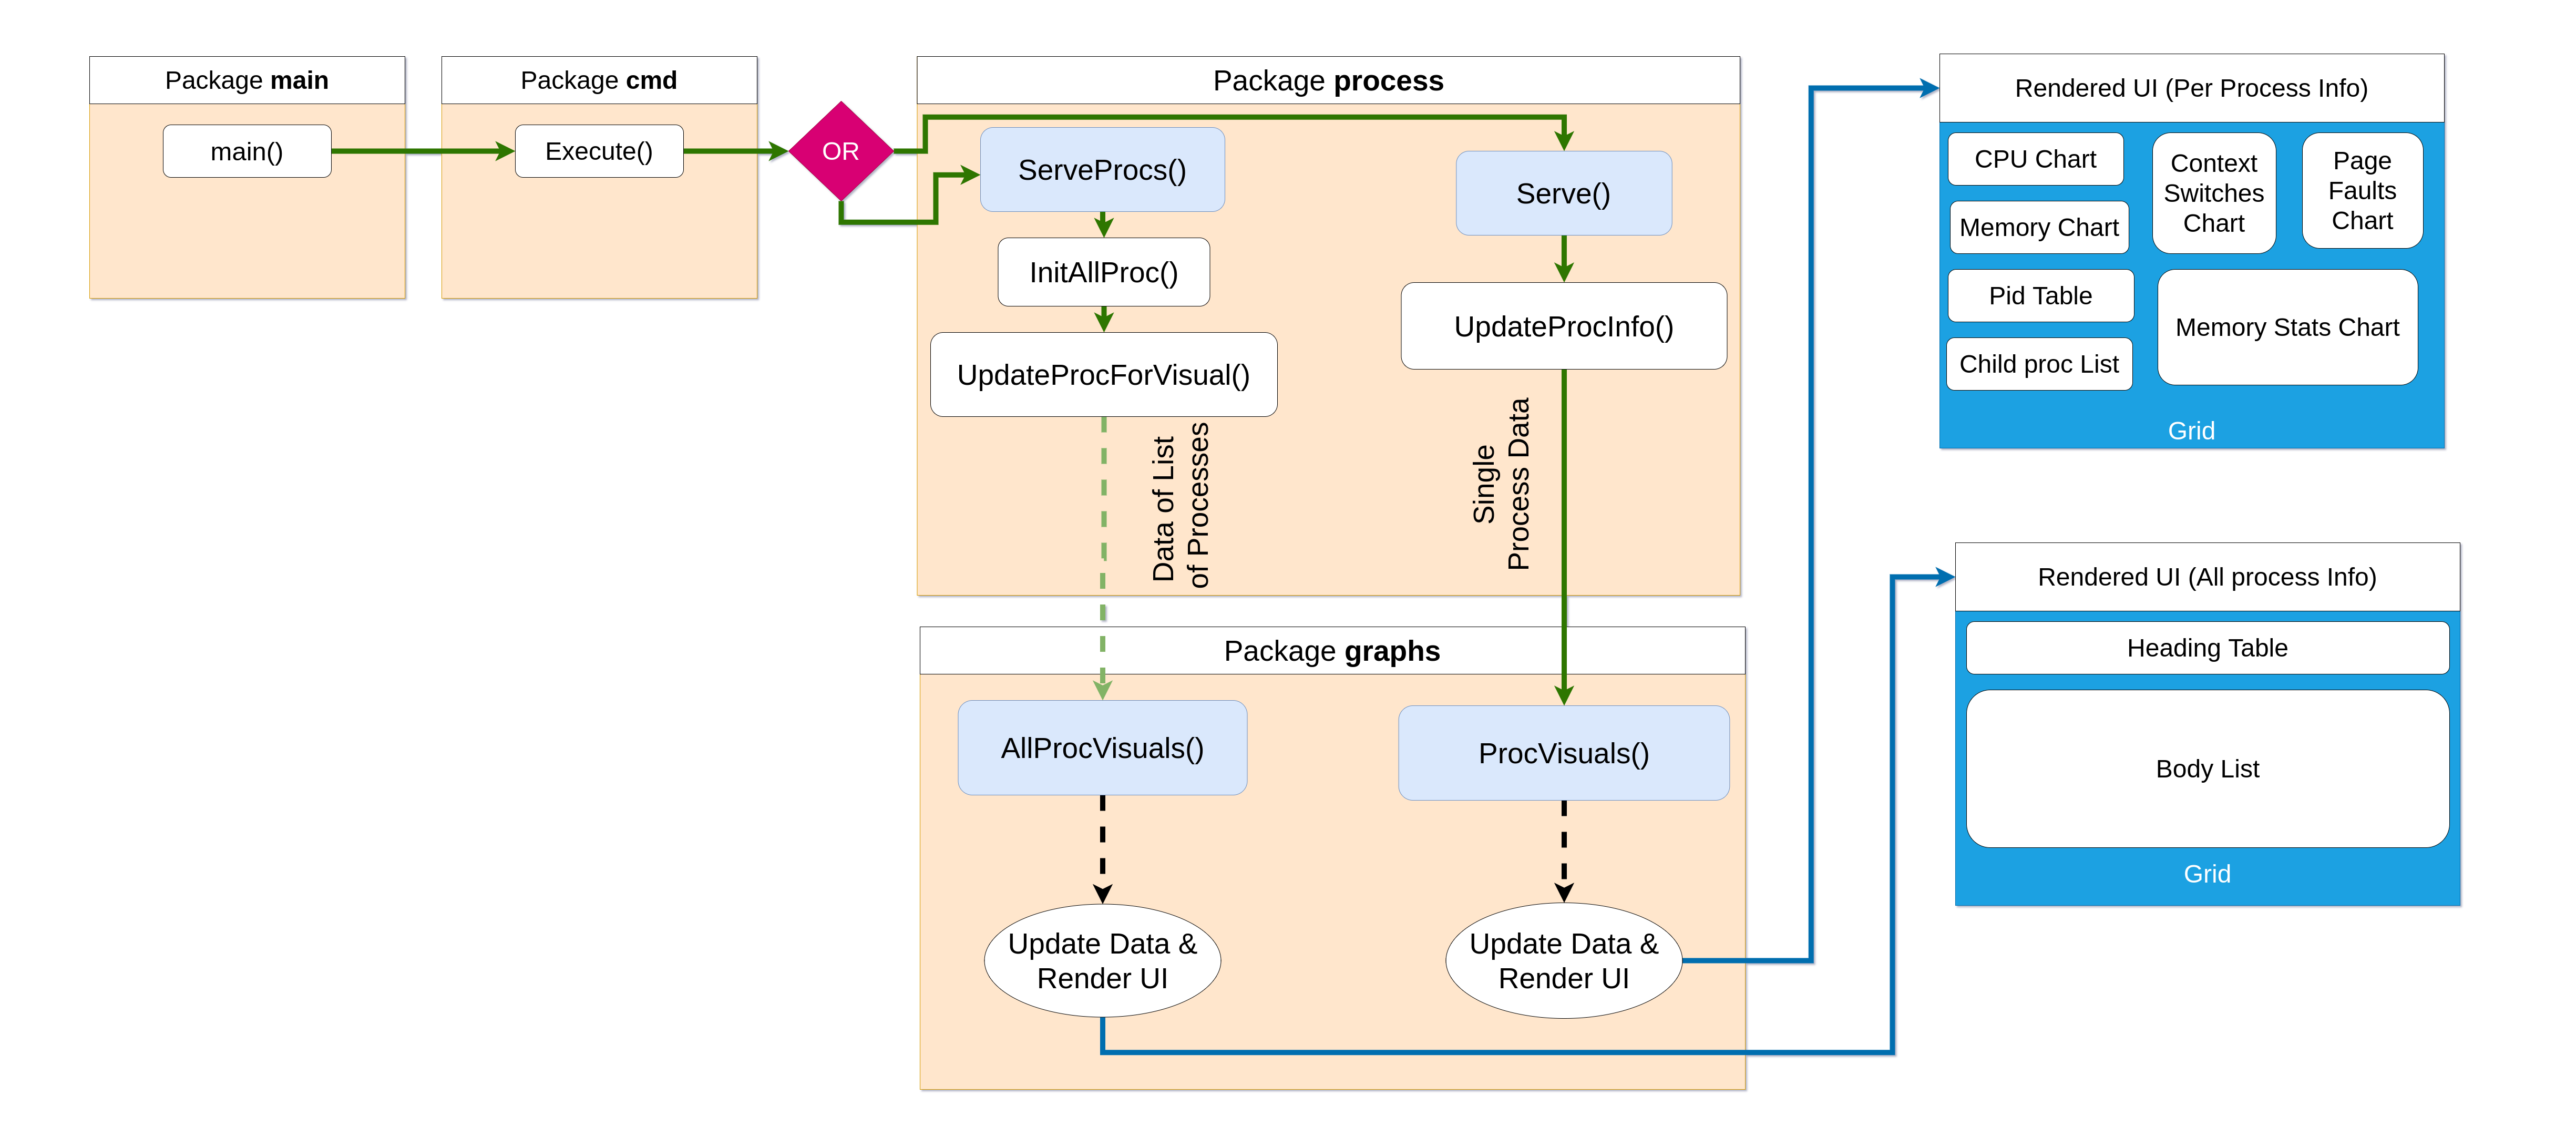 Package main
main()
Package cmd
Execute()
OR
Package process
ServeProcs()
InitAllProc()
UpdateProcForVisual()
Data of List
of Processes
Serve()
UpdateProcInfo()
Single
Process Data
Package graphs
AllProcVisuals()
Update Data &
Render UI
ProcVisuals()
Update Data &
Render UI
Rendered UI (Per Process Info)
CPU Chart
Memory Chart
Pid Table
Child proc List
Context
Switches
Chart
Page
Faults
Chart
Memory Stats Chart
Grid
Rendered UI (All process Info)
Heading Table
Body List
Grid